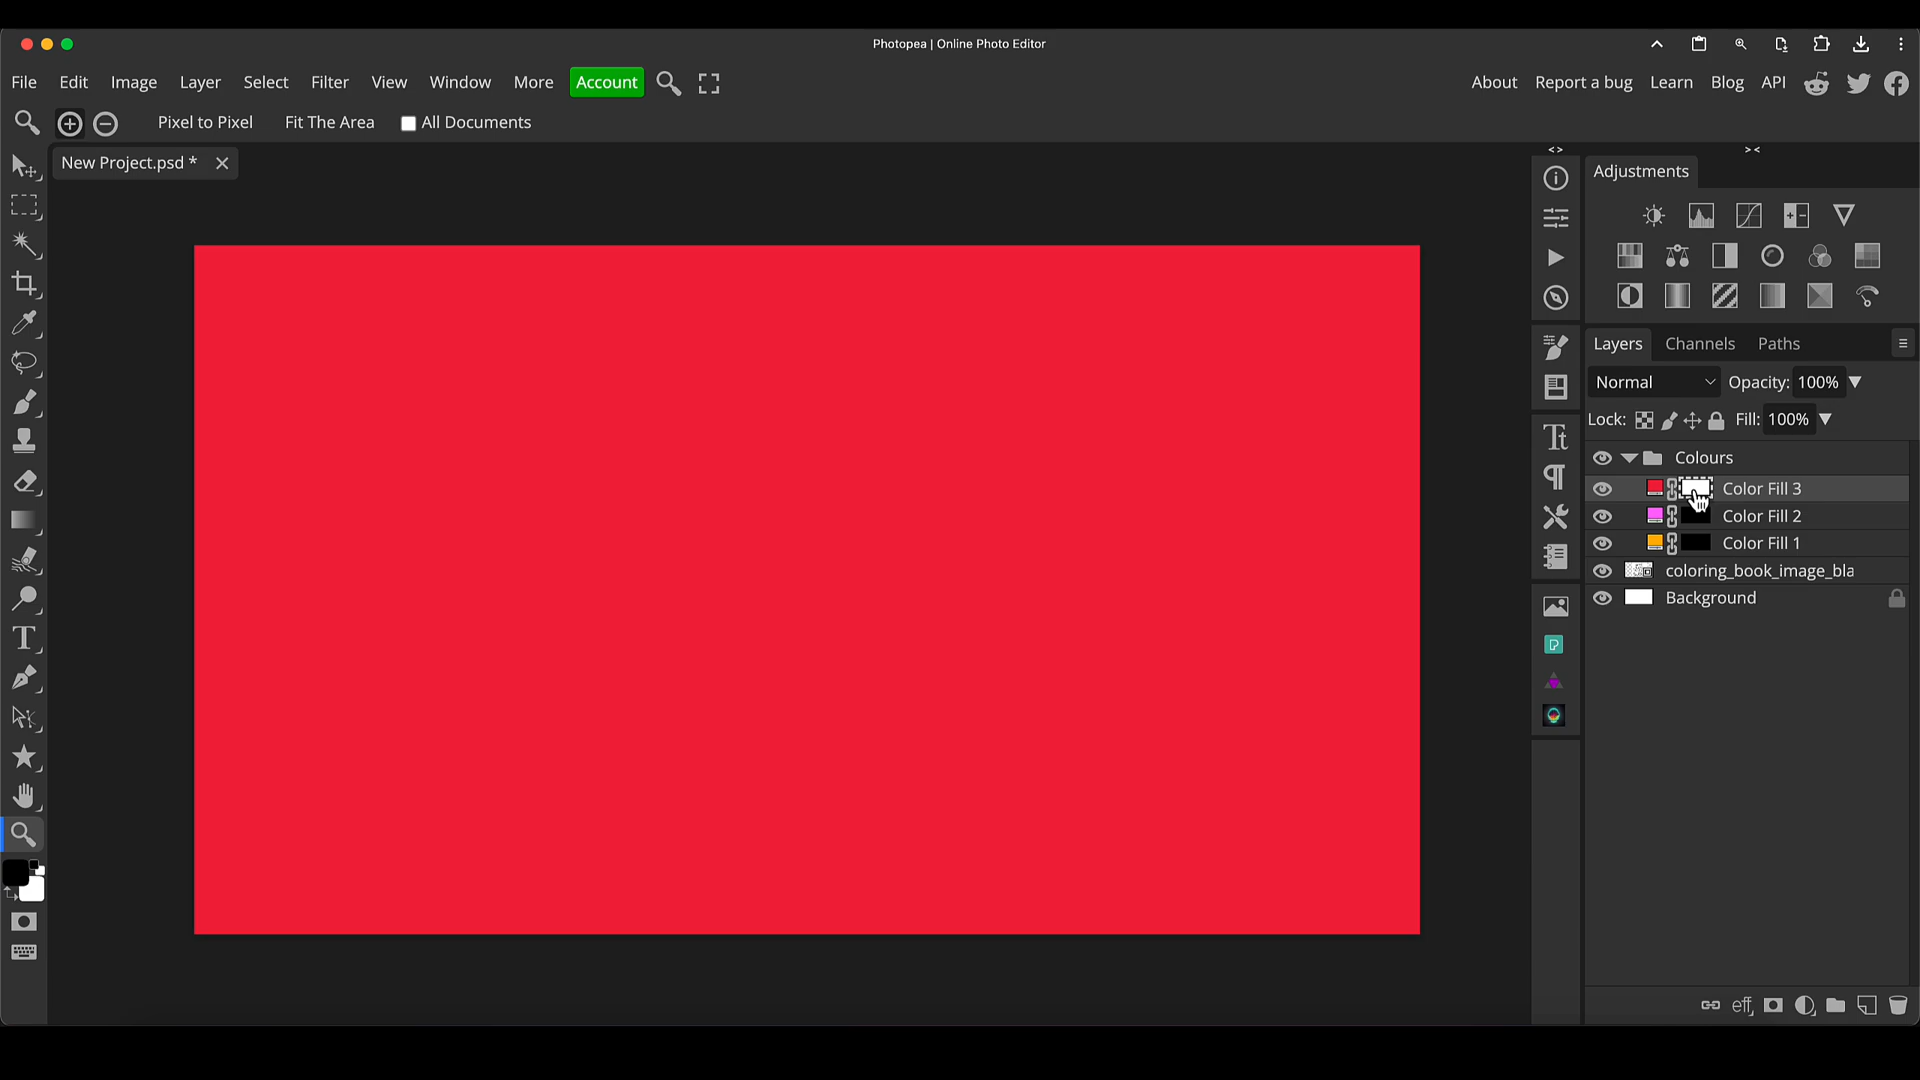 Photopea | Online Photo Editor
File Edit Image Layer Select Filter View Window More Account
About Report a bug Learn Blog API
Pixel to Pixel Fit The Area All Documents
New Project.psd *
Adjustments
Layers Channels Paths
Normal Opacity: 100%
Lock: Fill: 100%
Colours
Color Fill 3
Color Fill 2
Color Fill 1
coloring_book_image_bla
Background
eff